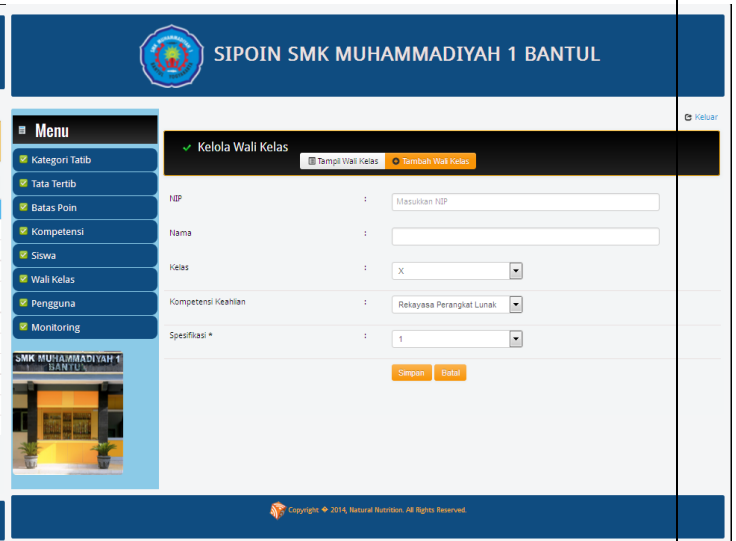 SIPOIN SMK MUHAMMADIYAH 1 BANTUL
Keluar
Menu
Kategori Tatib
Tata Tertib
Batas Poin
Kompetensi
Siswa
Wali Kelas
Pengguna
Monitoring
SMK MUHAMMADIYAH 1
BANTUL
Kelola Wali Kelas
Tampil Wali Kelas
Tambah Wali Kelas
NIP : Masukkan NIP
Nama :
Kelas : X
Kompetensi Keahlian : Rekayasa Perangkat Lunak
Spesifikasi * : 1
Simpan Batal
Copyright � 2014, Natural Nutrition. All Rights Reserved.